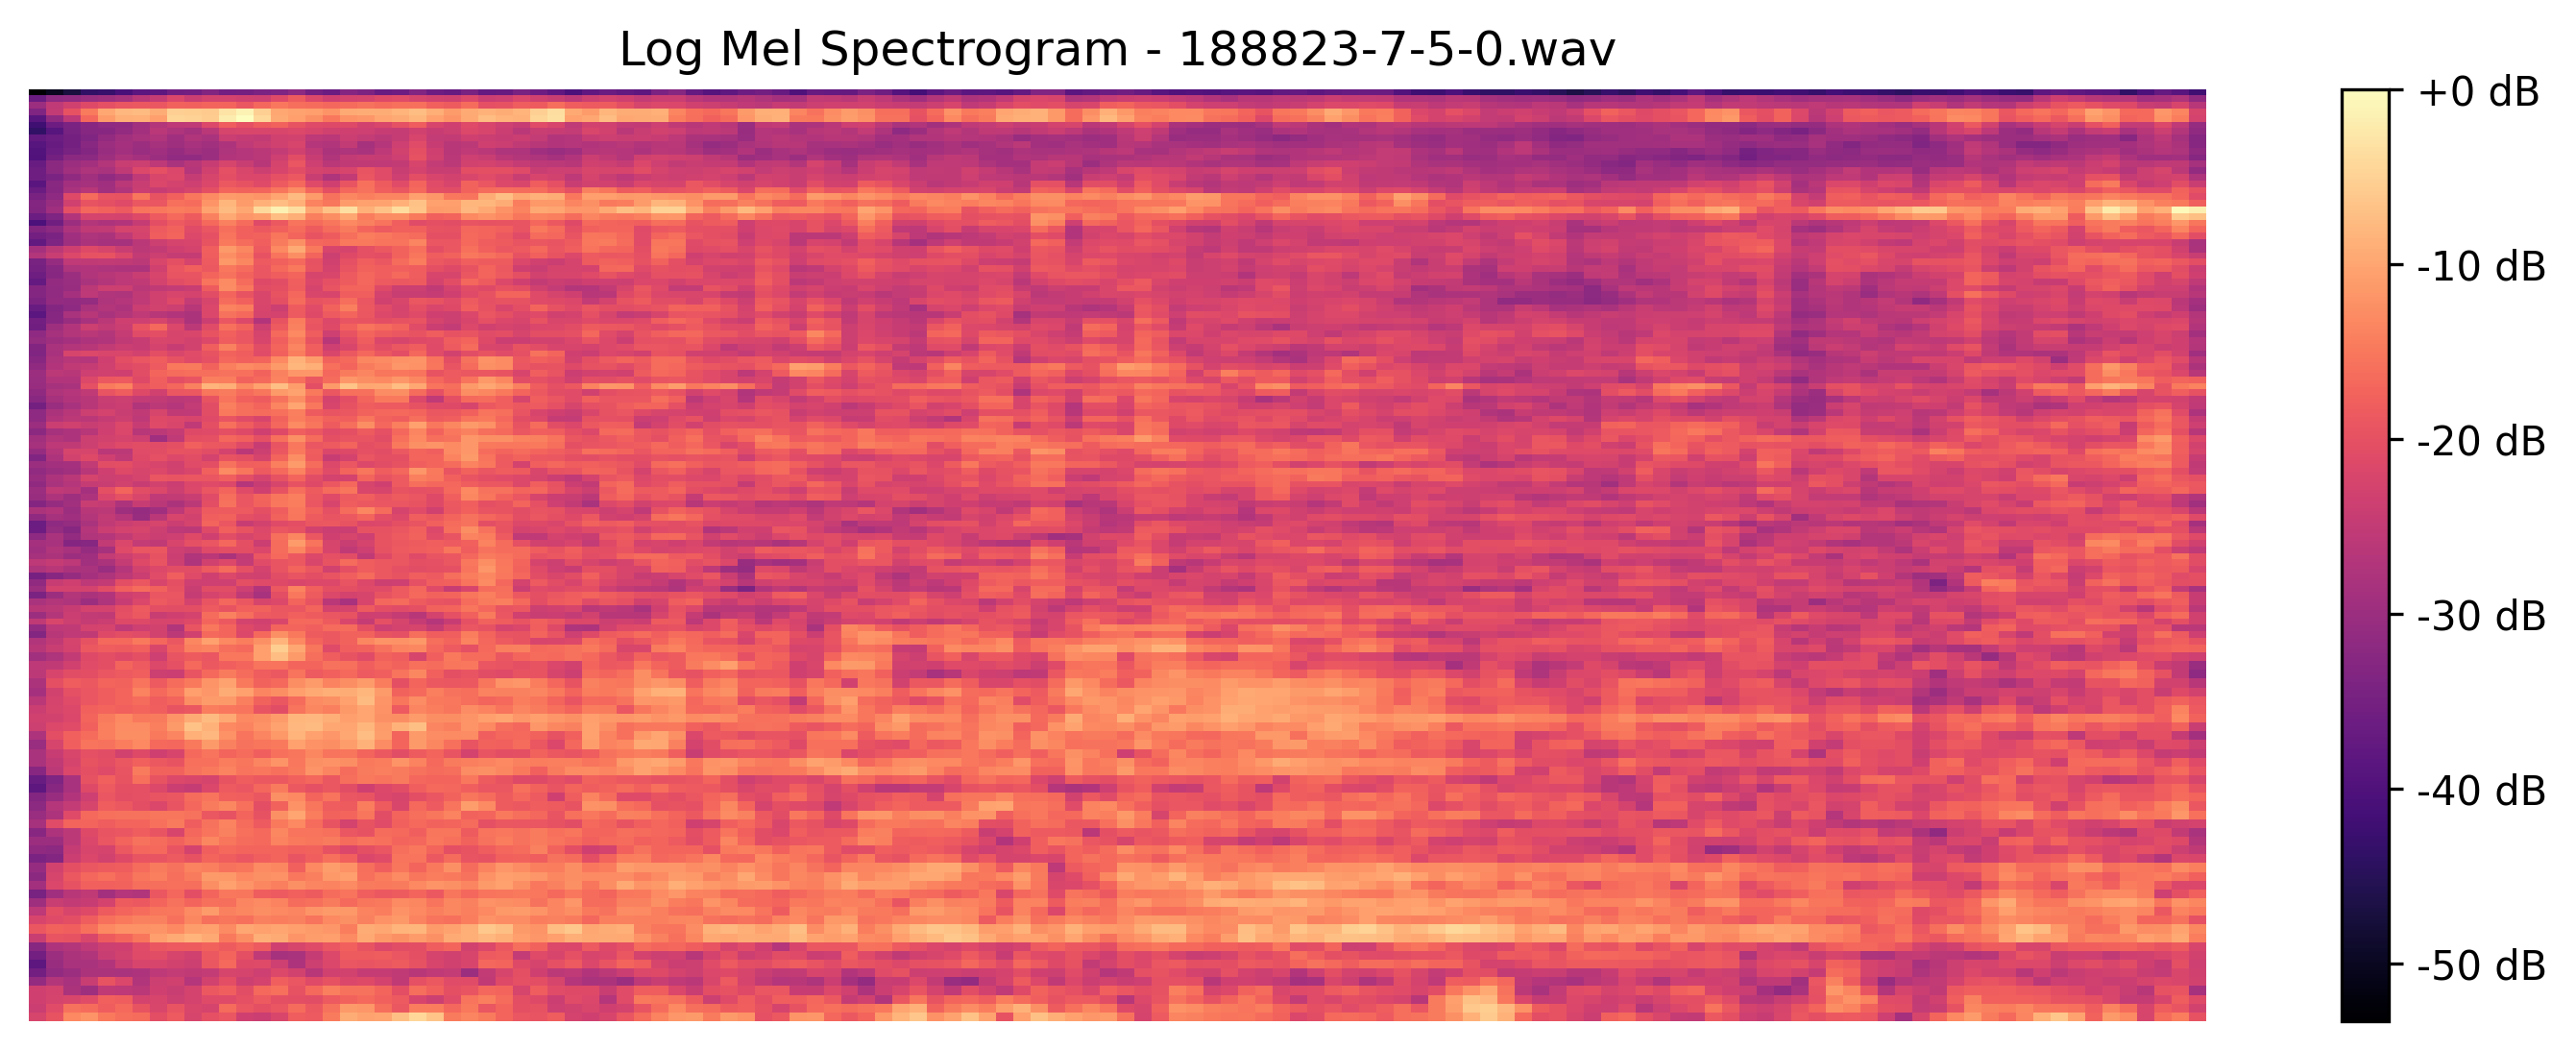 Log Mel Spectrogram - 188823-7-5-0.wav
+0 dB
-10 dB
-20 dB
-30 dB
-40 dB
-50 dB